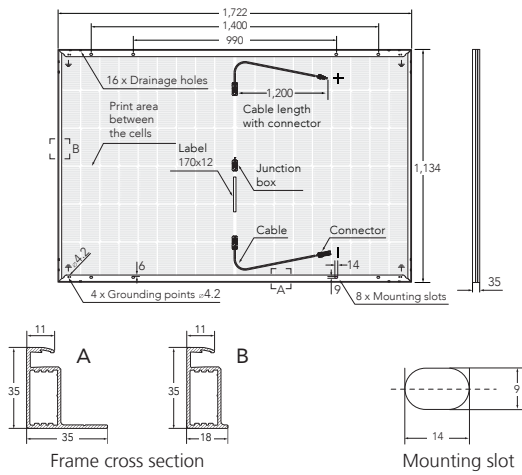 1,722
1,400
990
16 x Drainage holes
+
1,200
Print area
between
the cells
Cable length
with connector
B
Label
170x12
Junction
box
1,134
Cable
Connector
⌀4.2
6
14
A
9
4 x Grounding points ⌀4.2
8 x Mounting slots
35
11
A
35
35
11
B
35
18
9
14
Frame cross section
Mounting slot